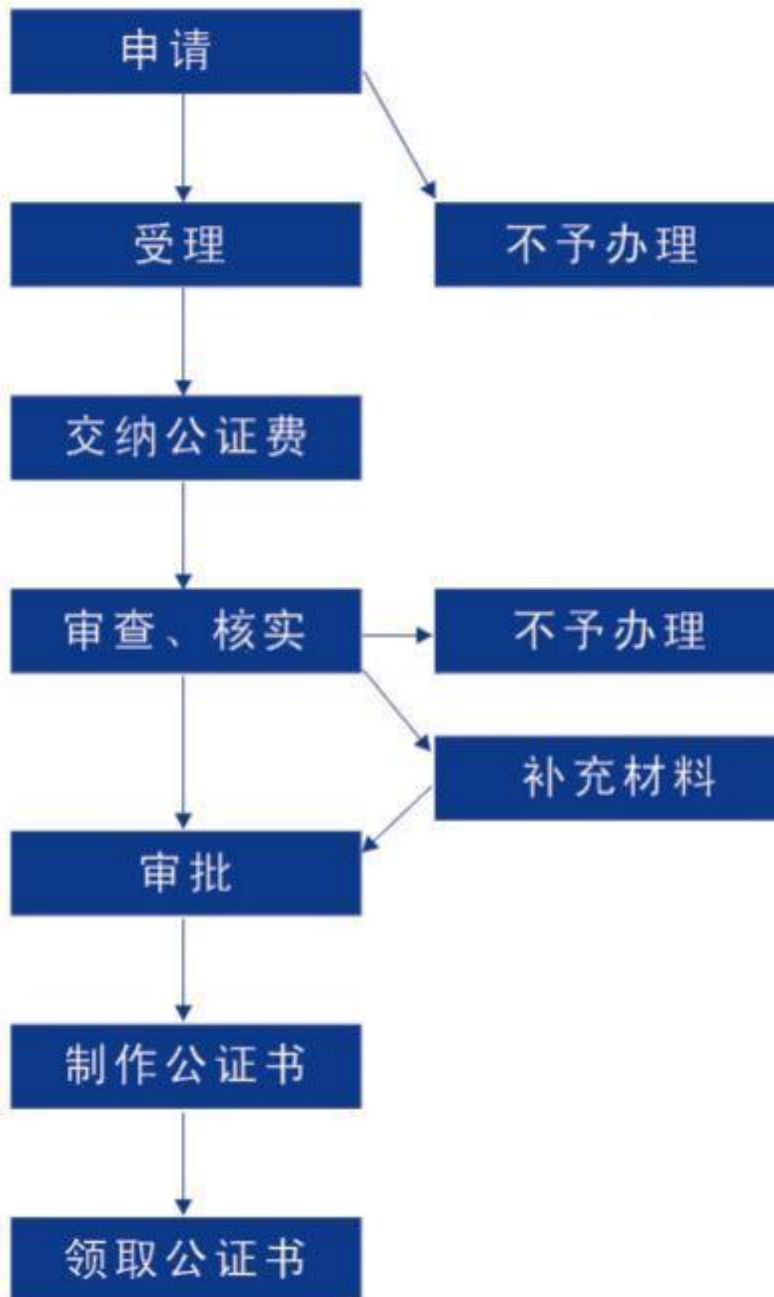 申请
受理
不予办理
交纳公证费
审查、核实
不予办理
补充材料
审批
制作公证书
领取公证书